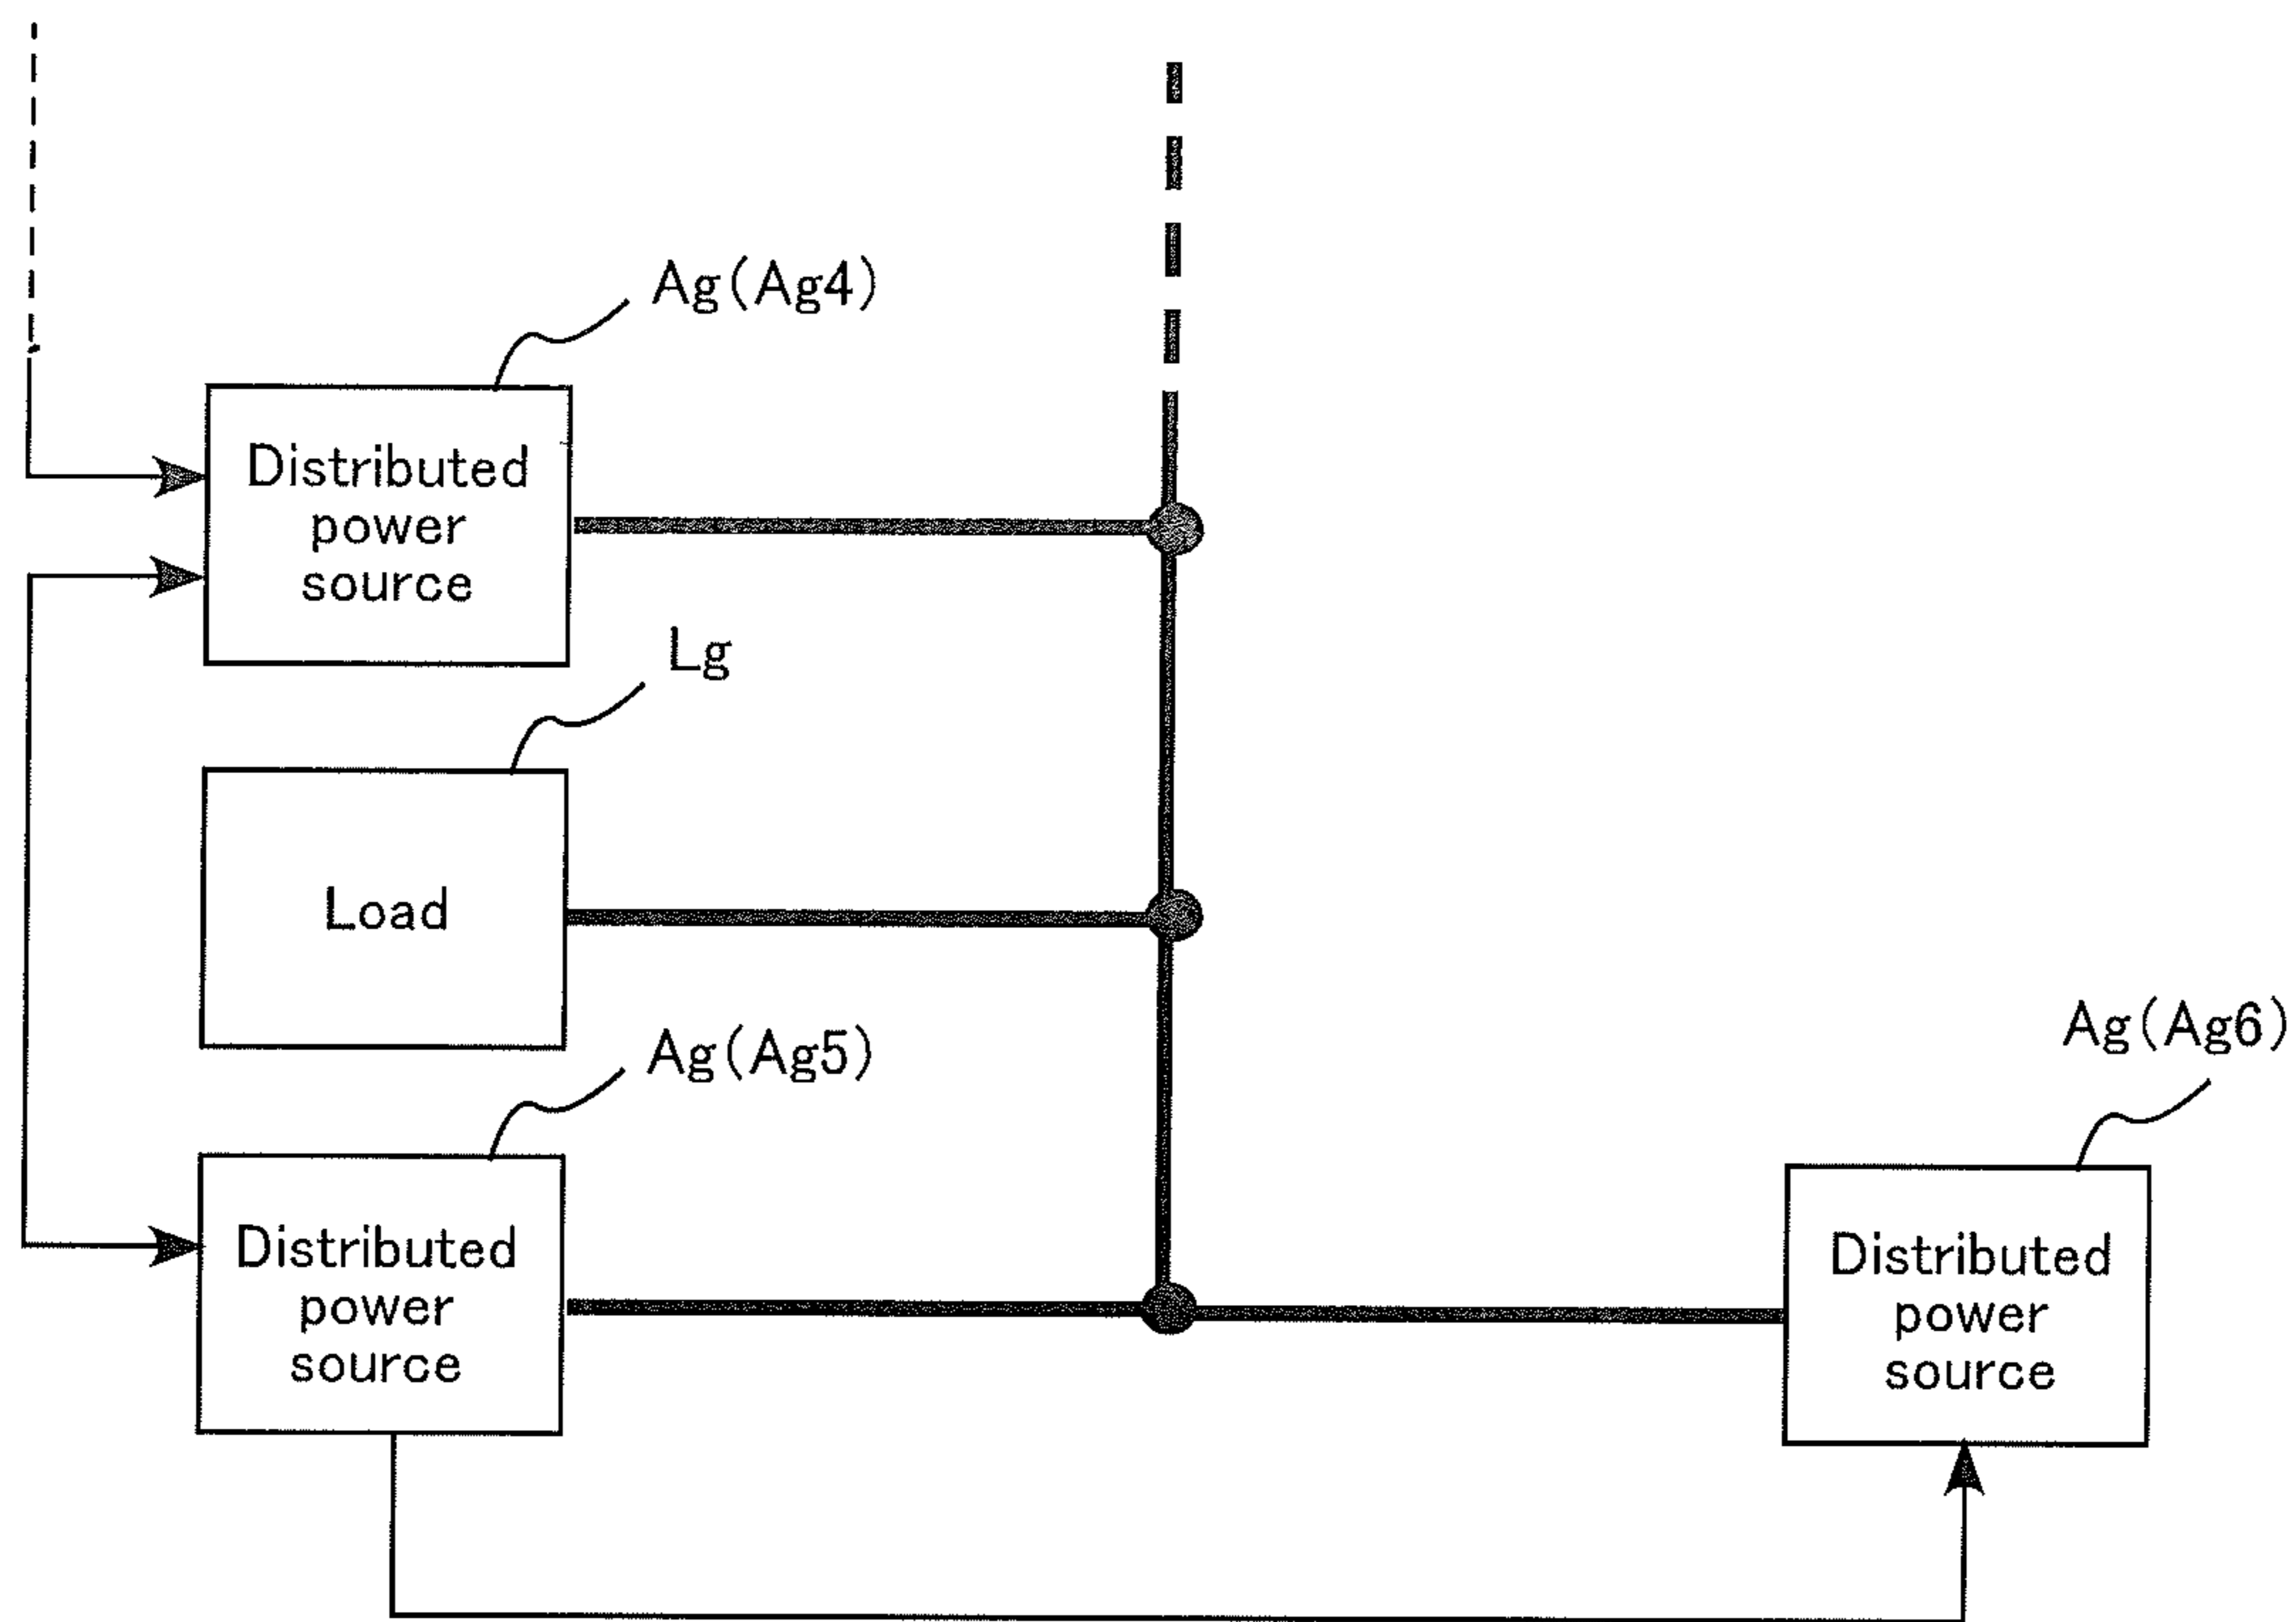 Ag(Ag4)
Distributed
power
source
Lg
Load
Ag(Ag5)
Distributed
power
source
Ag(Ag6)
Distributed
power
source